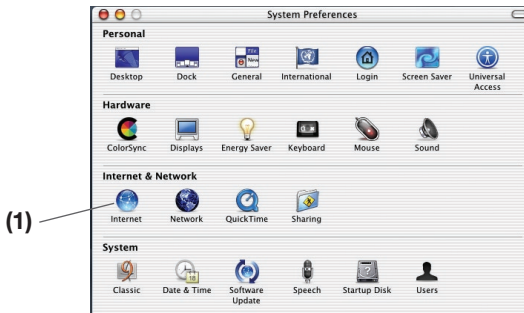 System Preferences
Personal
Desktop Dock General International Login Screen Saver Universal Access
Hardware
ColorSync Displays Energy Saver Keyboard Mouse Sound
Internet & Network
(1)
Internet Network QuickTime Sharing
System
Classic Date & Time Software Update Speech Startup Disk Users